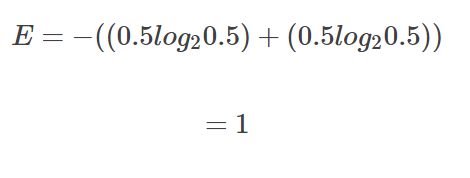 E = −((0.5log₂0.5) + (0.5log₂0.5))
= 1